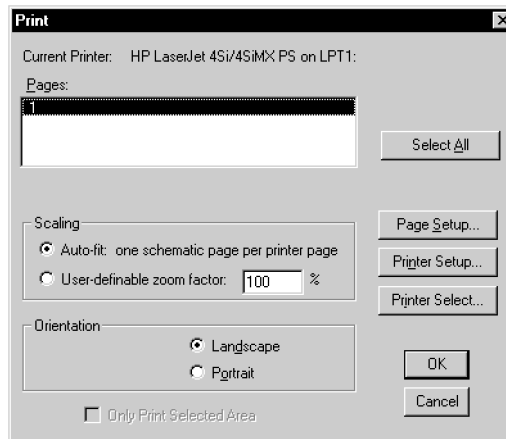 Print
Current Printer: HP LaserJet 4Si/4SiMX PS on LPT1:
Pages:
1
Select All
Scaling
Auto-fit: one schematic page per printer page
User-definable zoom factor: 100 %
Page Setup...
Printer Setup...
Printer Select...
Orientation
Landscape
Portrait
OK
Cancel
Only Print Selected Area